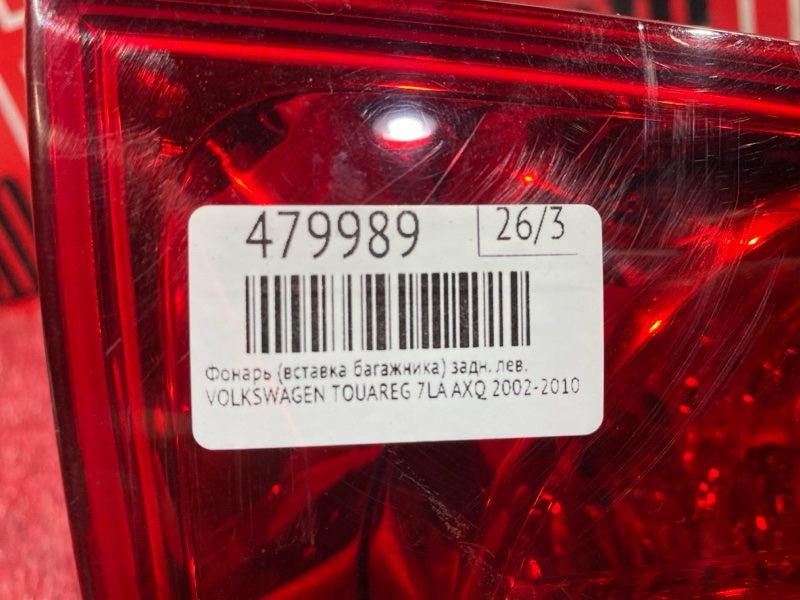 479989
26/3
Фонарь (вставка багажника) задн. лев.
VOLKSWAGEN TOUAREG 7LA AXQ 2002-2010